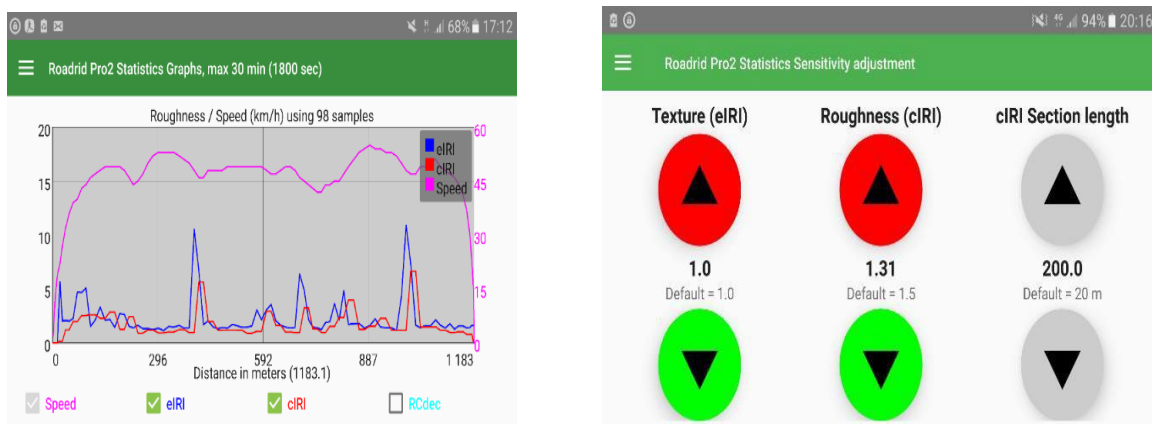 68% 17:12
Roadrid Pro2 Statistics Graphs, max 30 min (1800 sec)
Roughness / Speed (km/h) using 98 samples
20 60
eIRI
cIRI
Speed
15 45
10 30
5 15
0 0
0 296 592 887 1 183
Distance in meters (1183.1)
Speed eIRI cIRI RCdec
4G 94% 20:16
Roadrid Pro2 Statistics Sensitivity adjustment
Texture (eIRI) Roughness (cIRI) cIRI Section length
1.0 1.31 200.0
Default = 1.0 Default = 1.5 Default = 20 m